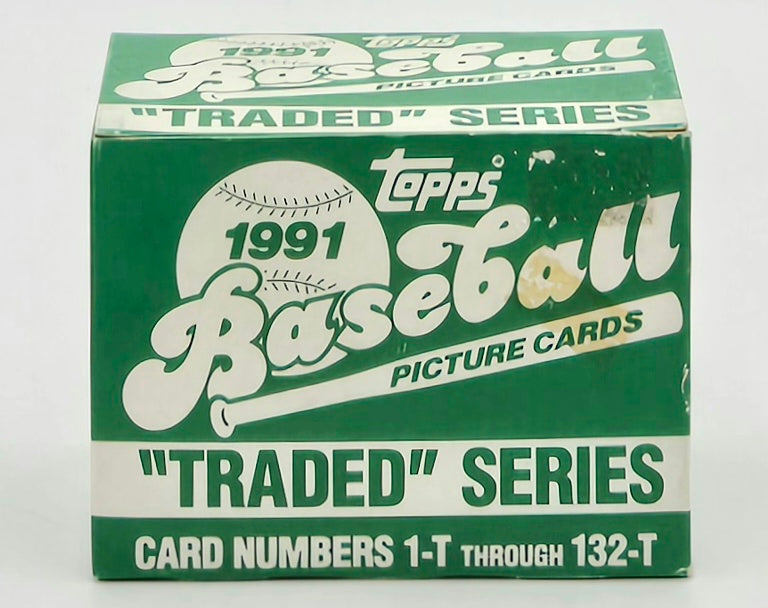 1991 Topps
Baseball
PICTURE CARDS
"TRADED" SERIES
Topps
1991
Baseball
PICTURE CARDS
"TRADED" SERIES
CARD NUMBERS 1-T THROUGH 132-T